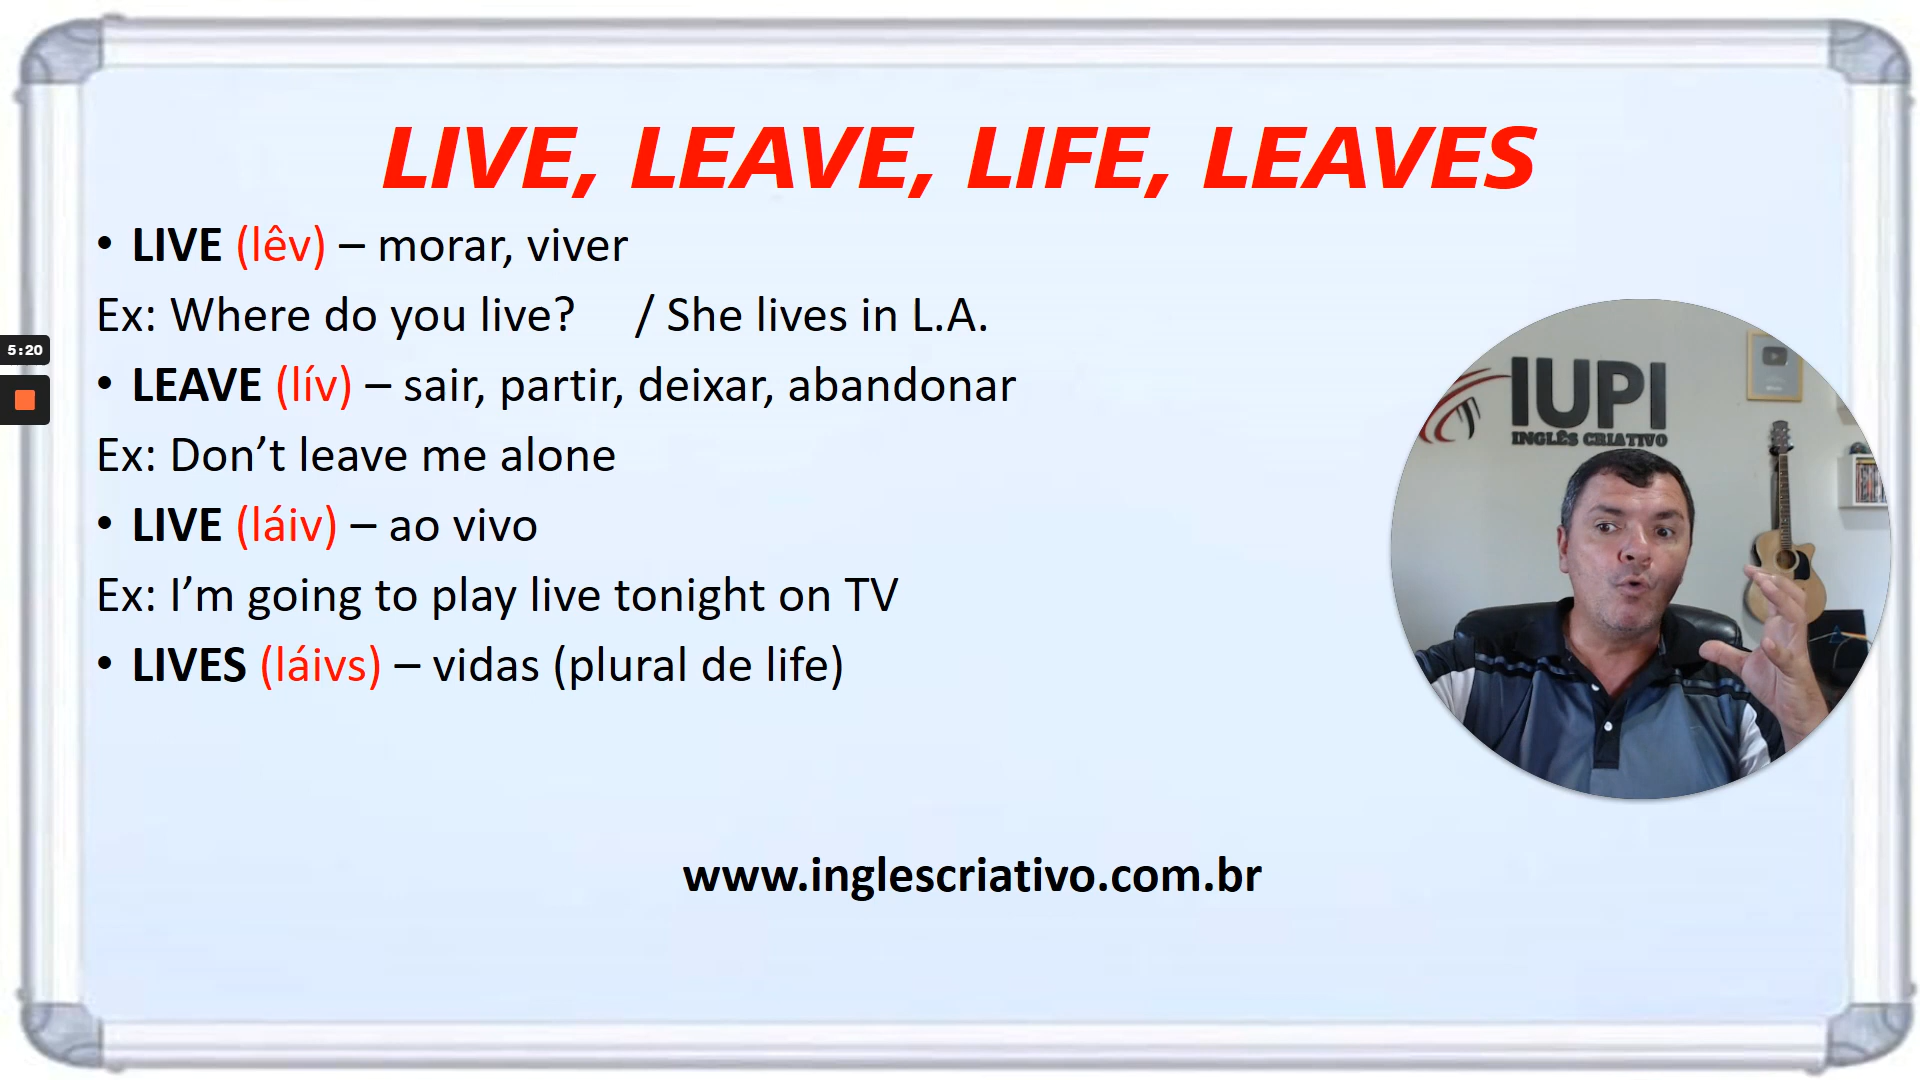 LIVE, LEAVE, LIFE, LEAVES
• LIVE (lêv) – morar, viver
Ex: Where do you live? / She lives in L.A.
• LEAVE (lív) – sair, partir, deixar, abandonar
Ex: Don’t leave me alone
• LIVE (láiv) – ao vivo
Ex: I’m going to play live tonight on TV
• LIVES (láivs) – vidas (plural de life)
www.inglescriativo.com.br
5:20
IUPI
INGLÊS CRIATIVO